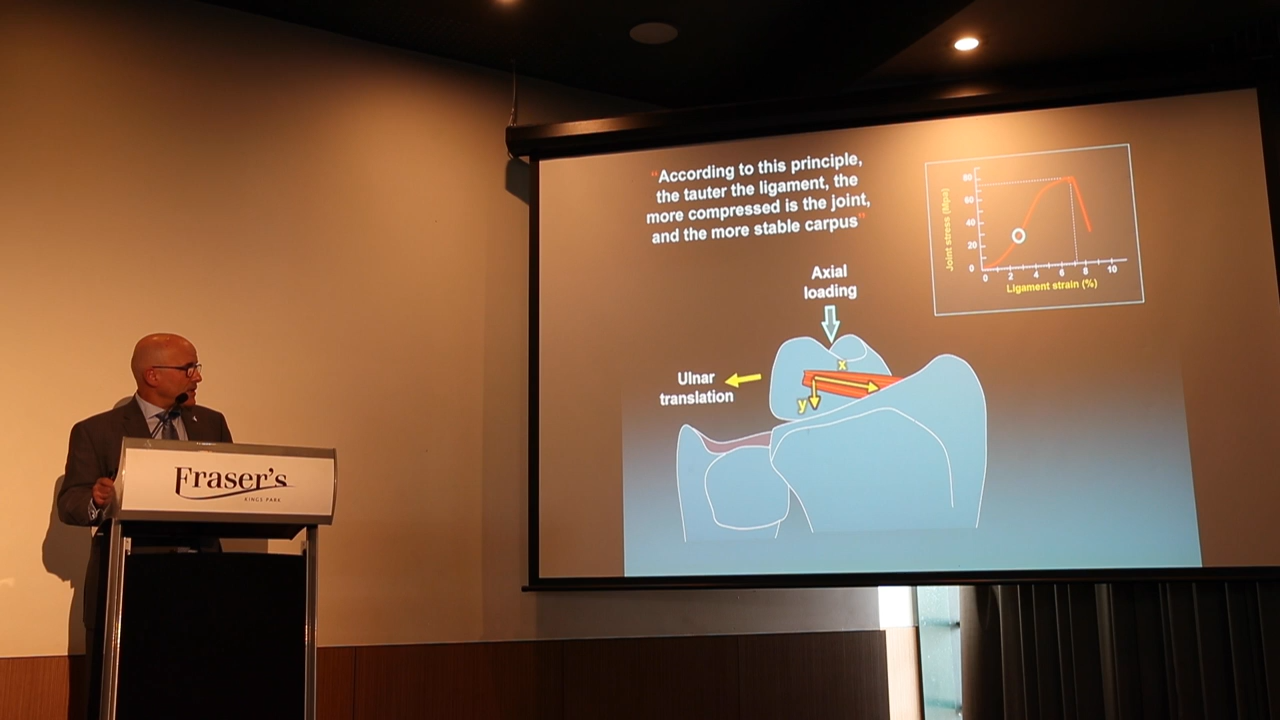 "According to this principle,
the tauter the ligament, the
more compressed is the joint,
and the more stable carpus"
Joint stress (Mpa)
80
60
40
20
0
0 2 4 6 8 10
Ligament strain (%)
Axial
loading
x
Ulnar
translation
y
Fraser's
KINGS PARK